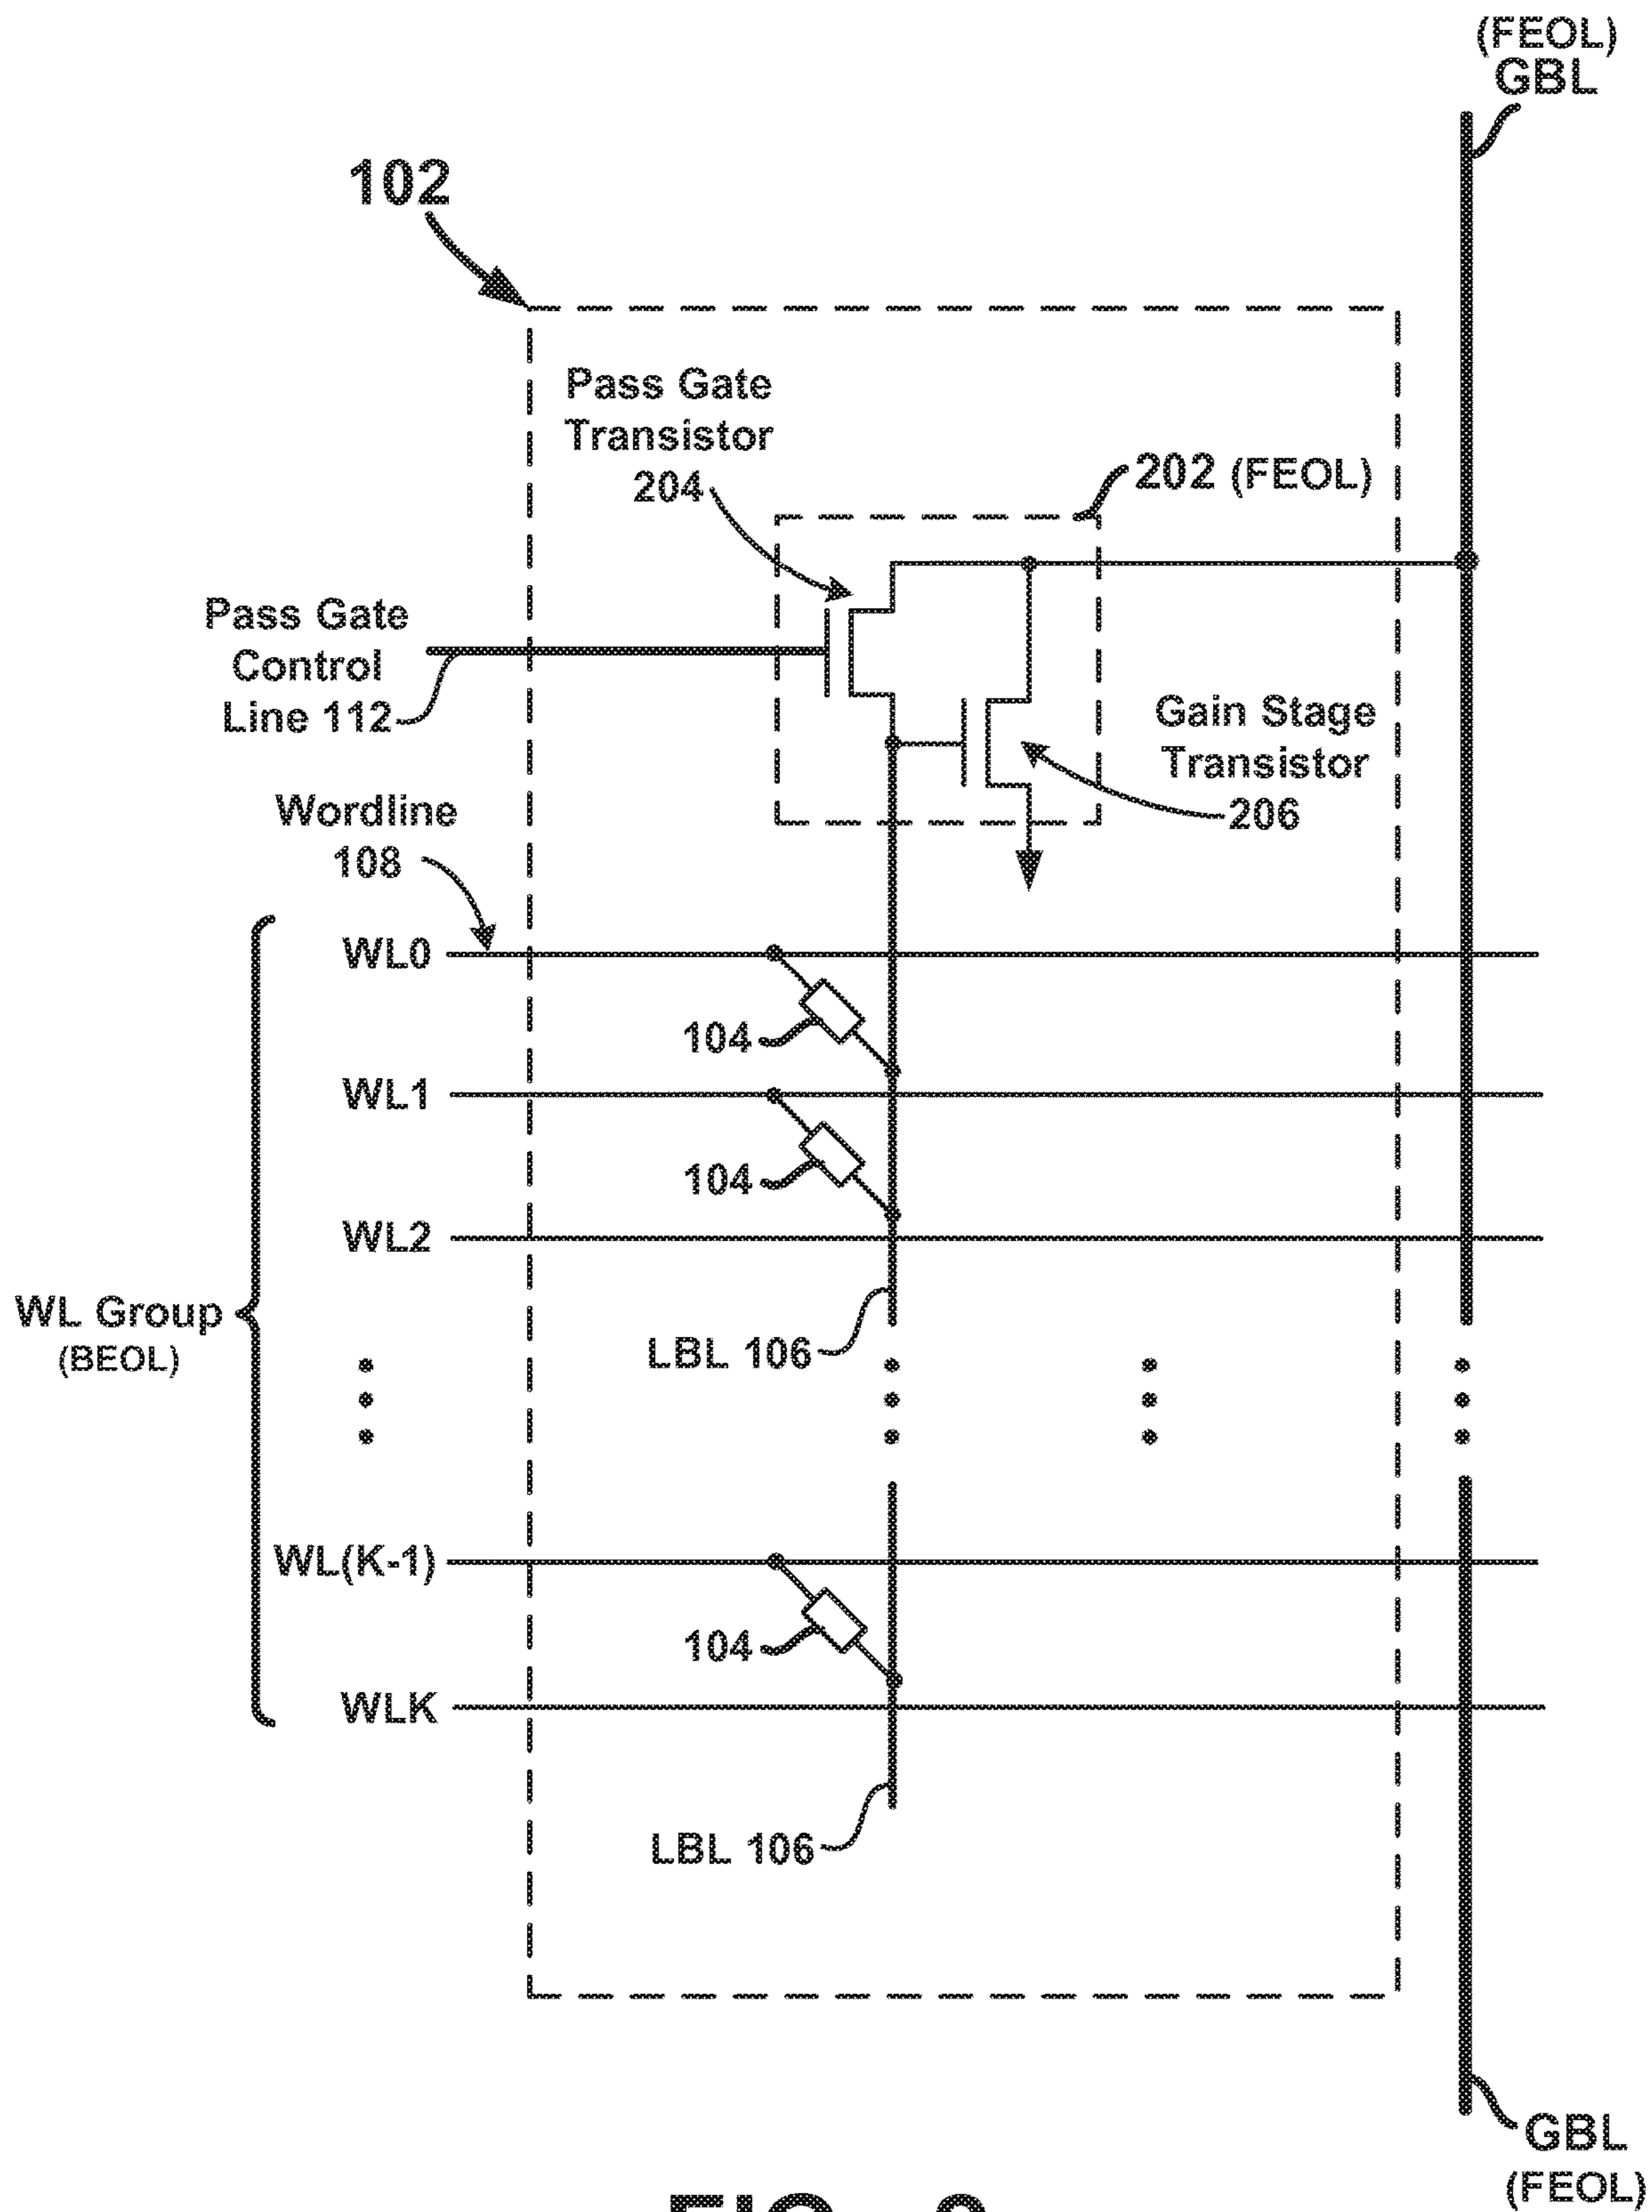 (FEOL)
GBL
102
Pass Gate
Transistor
204
202 (FEOL)
Pass Gate
Control
Line 112
Gain Stage
Transistor
206
Wordline
108
WL0
104
WL1
104
WL2
WL Group
(BEOL)
LBL 106
WL(K-1)
104
WLK
LBL 106
GBL
(FEOL)